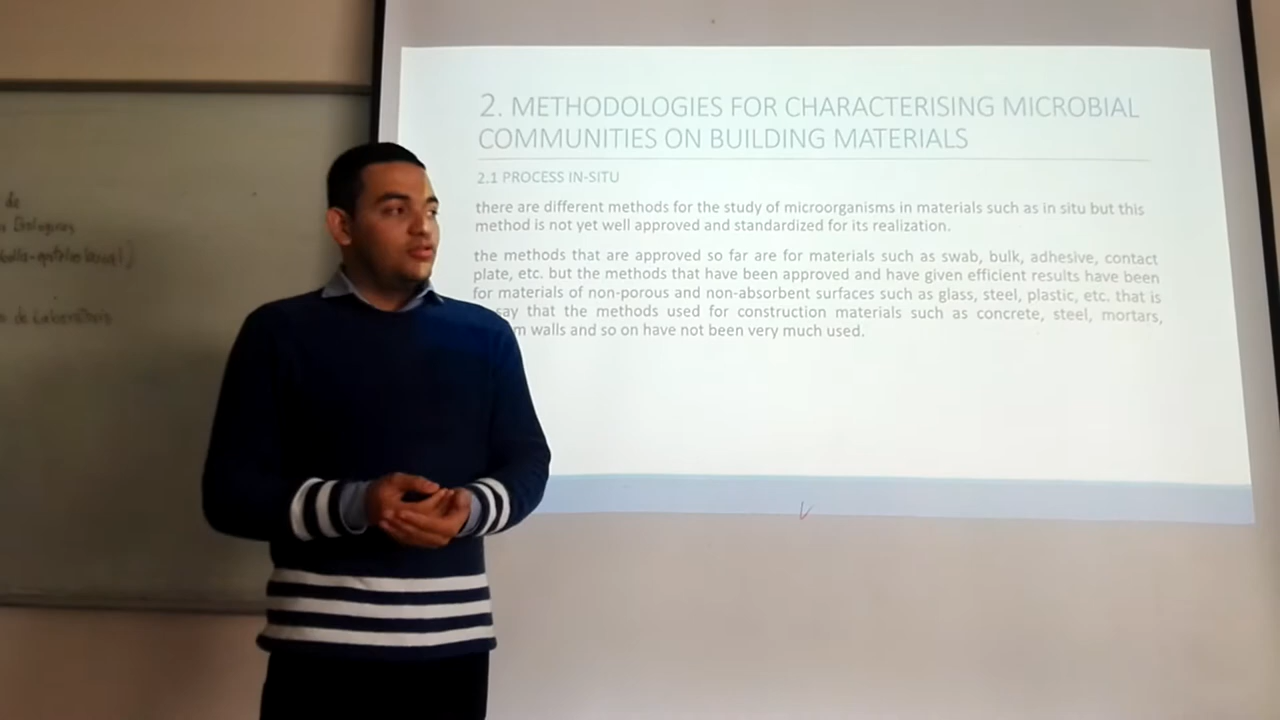 2. METHODOLOGIES FOR CHARACTERISING MICROBIAL
COMMUNITIES ON BUILDING MATERIALS
2.1 PROCESS IN-SITU
there are different methods for the study of microorganisms in materials such as in situ but this
method is not yet well approved and standardized for its realization.
the methods that are approved so far are for materials such as swab, bulk, adhesive, contact
plate, etc. but the methods that have been approved and have given efficient results have been
for materials of non-porous and non-absorbent surfaces such as glass, steel, plastic, etc. that is
say that the methods used for construction materials such as concrete, steel, mortars,
walls and so on have not been very much used.
de
de Laboratorio